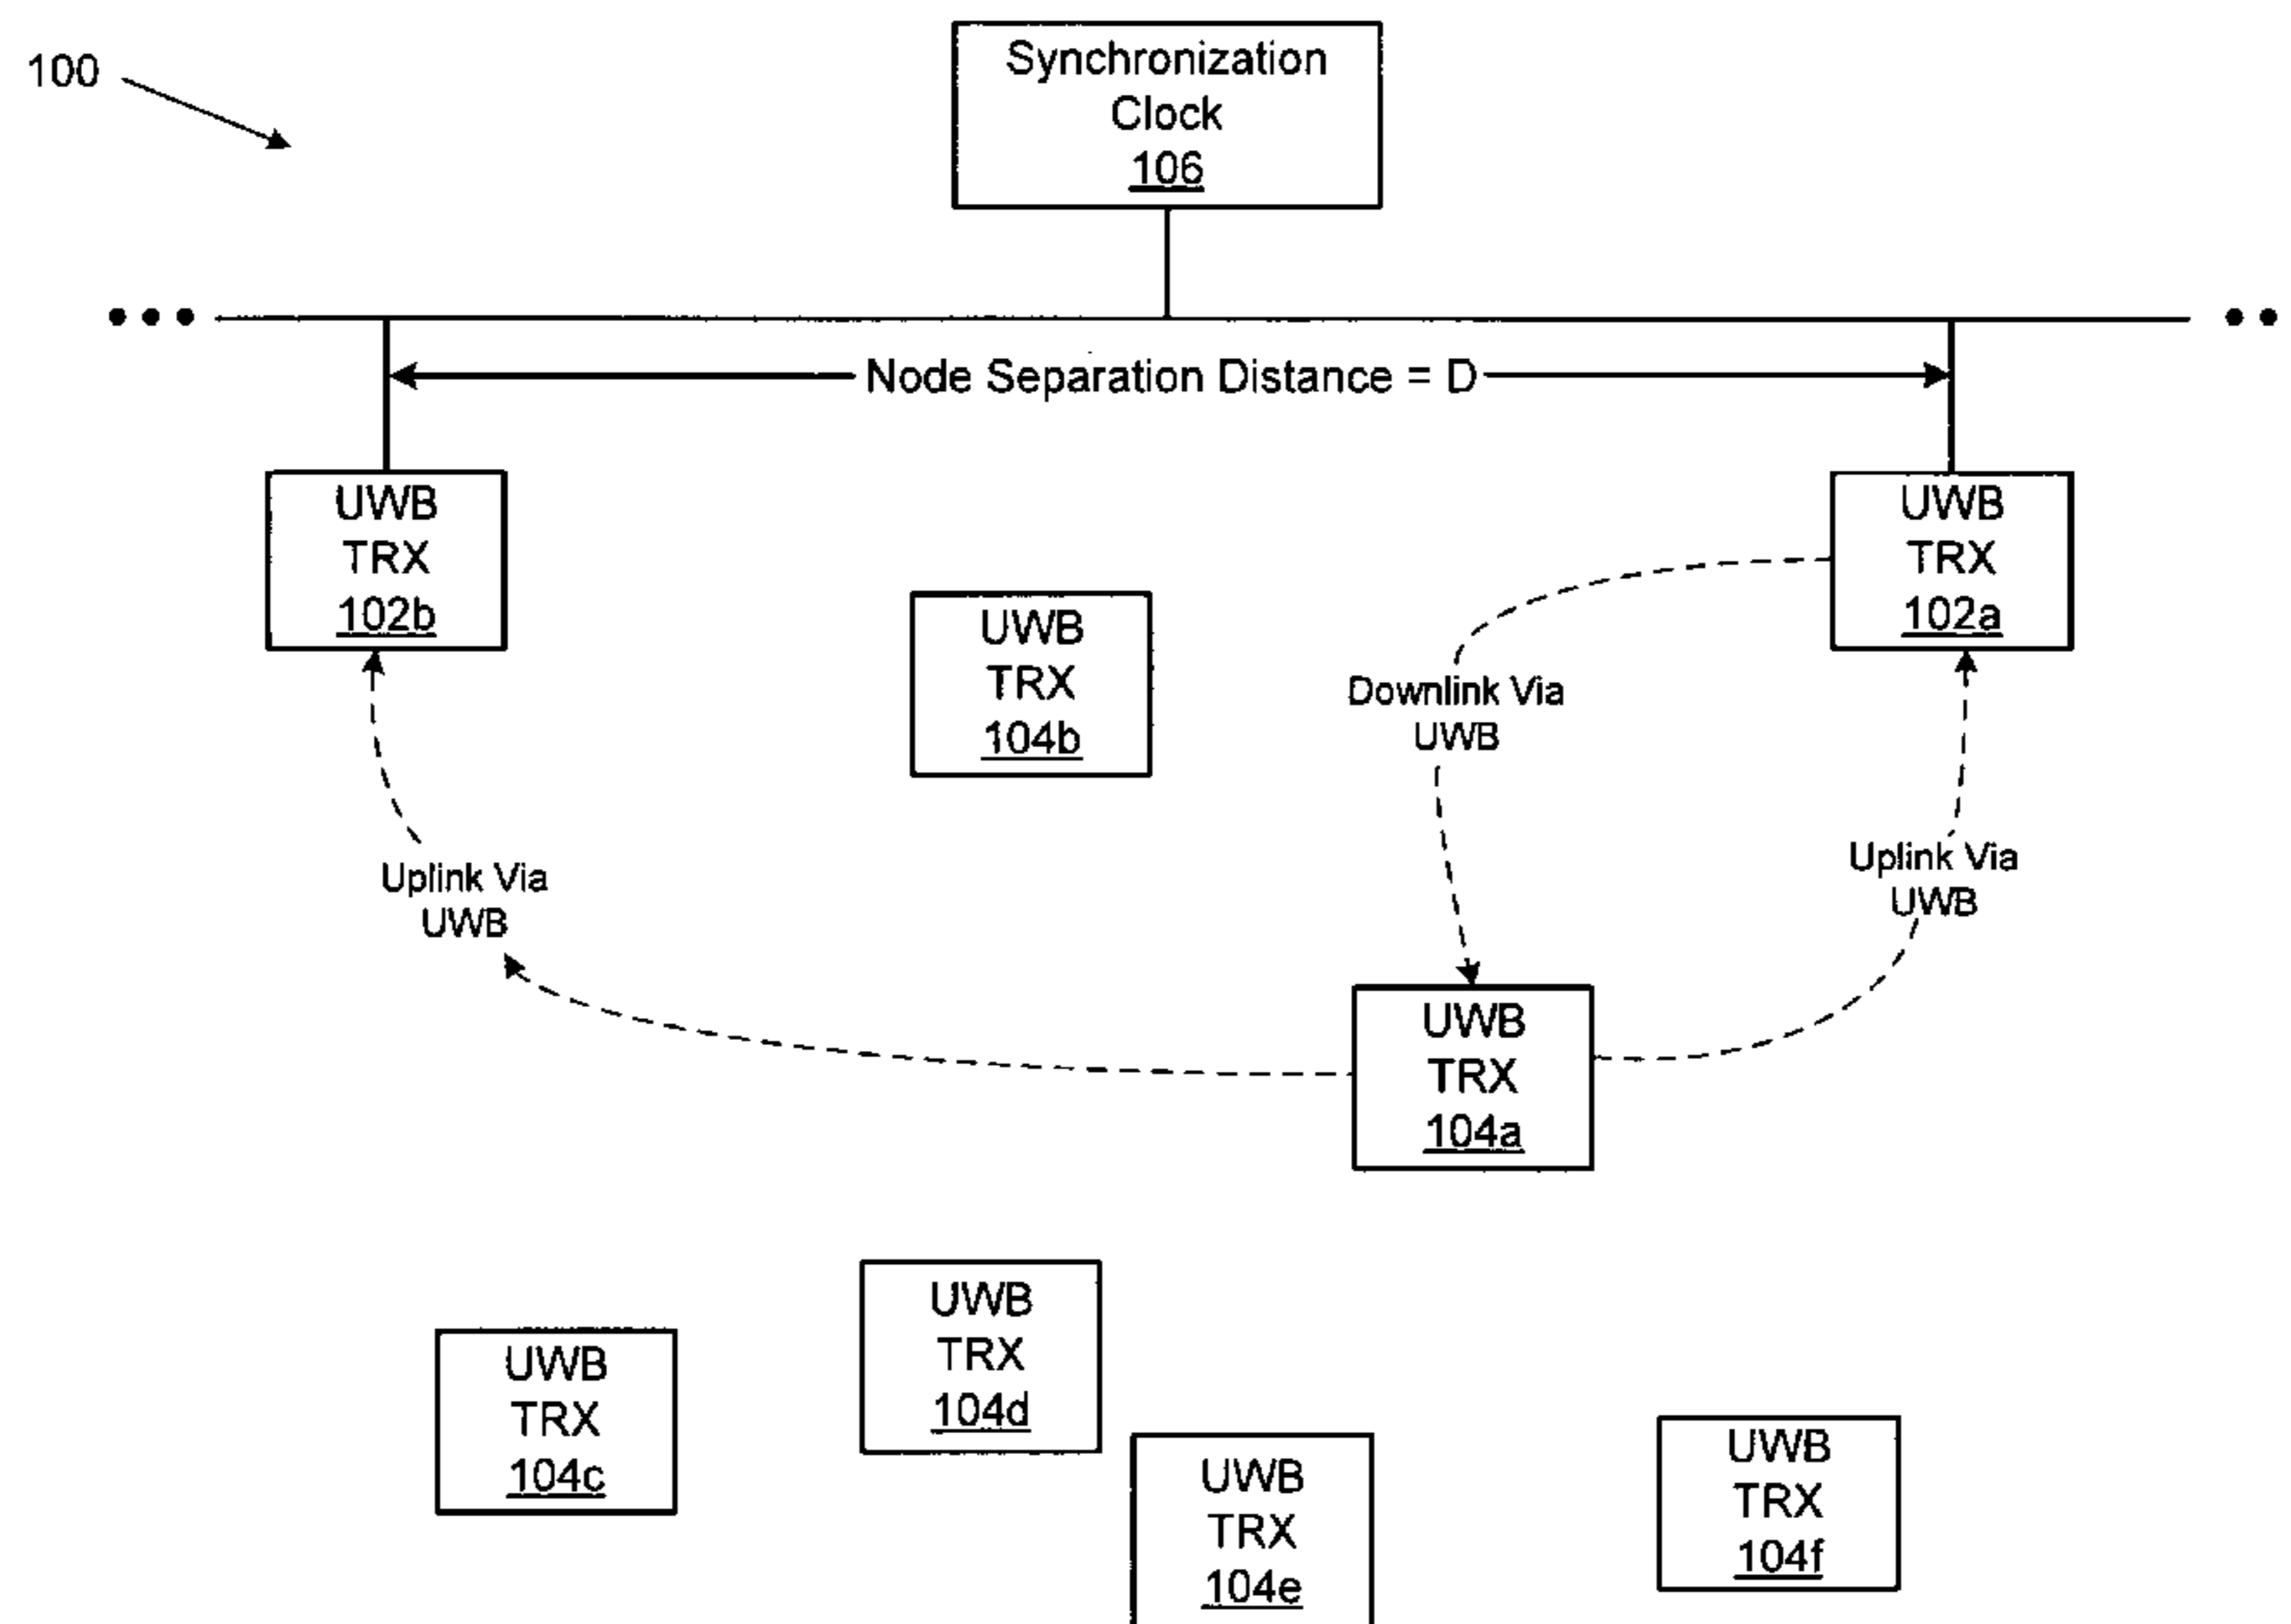 100
Synchronization
Clock
106
Node Separation Distance = D
UWB
TRX
102b
UWB
TRX
102a
UWB
TRX
104b
Downlink Via
UWB
Uplink Via
UWB
Uplink Via
UWB
UWB
TRX
104a
UWB
TRX
104d
UWB
TRX
104c
UWB
TRX
104e
UWB
TRX
104f